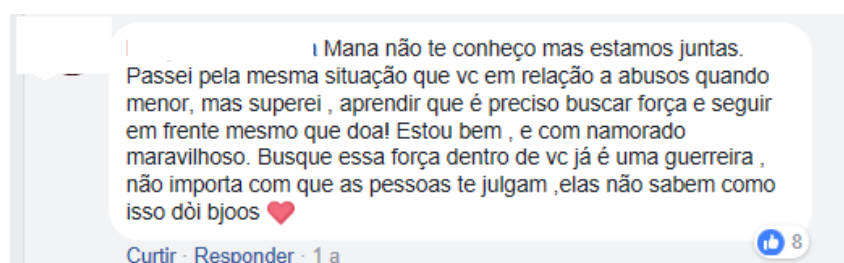 Mana não te conheço mas estamos juntas.
Passei pela mesma situação que vc em relação a abusos quando
menor, mas superei , aprendir que é preciso buscar força e seguir
em frente mesmo que doa! Estou bem , e com namorado
maravilhoso. Busque essa força dentro de vc já é uma guerreira ,
não importa com que as pessoas te julgam ,elas não sabem como
isso dòi bjoos ❤
8
Curtir · Responder · 1 a